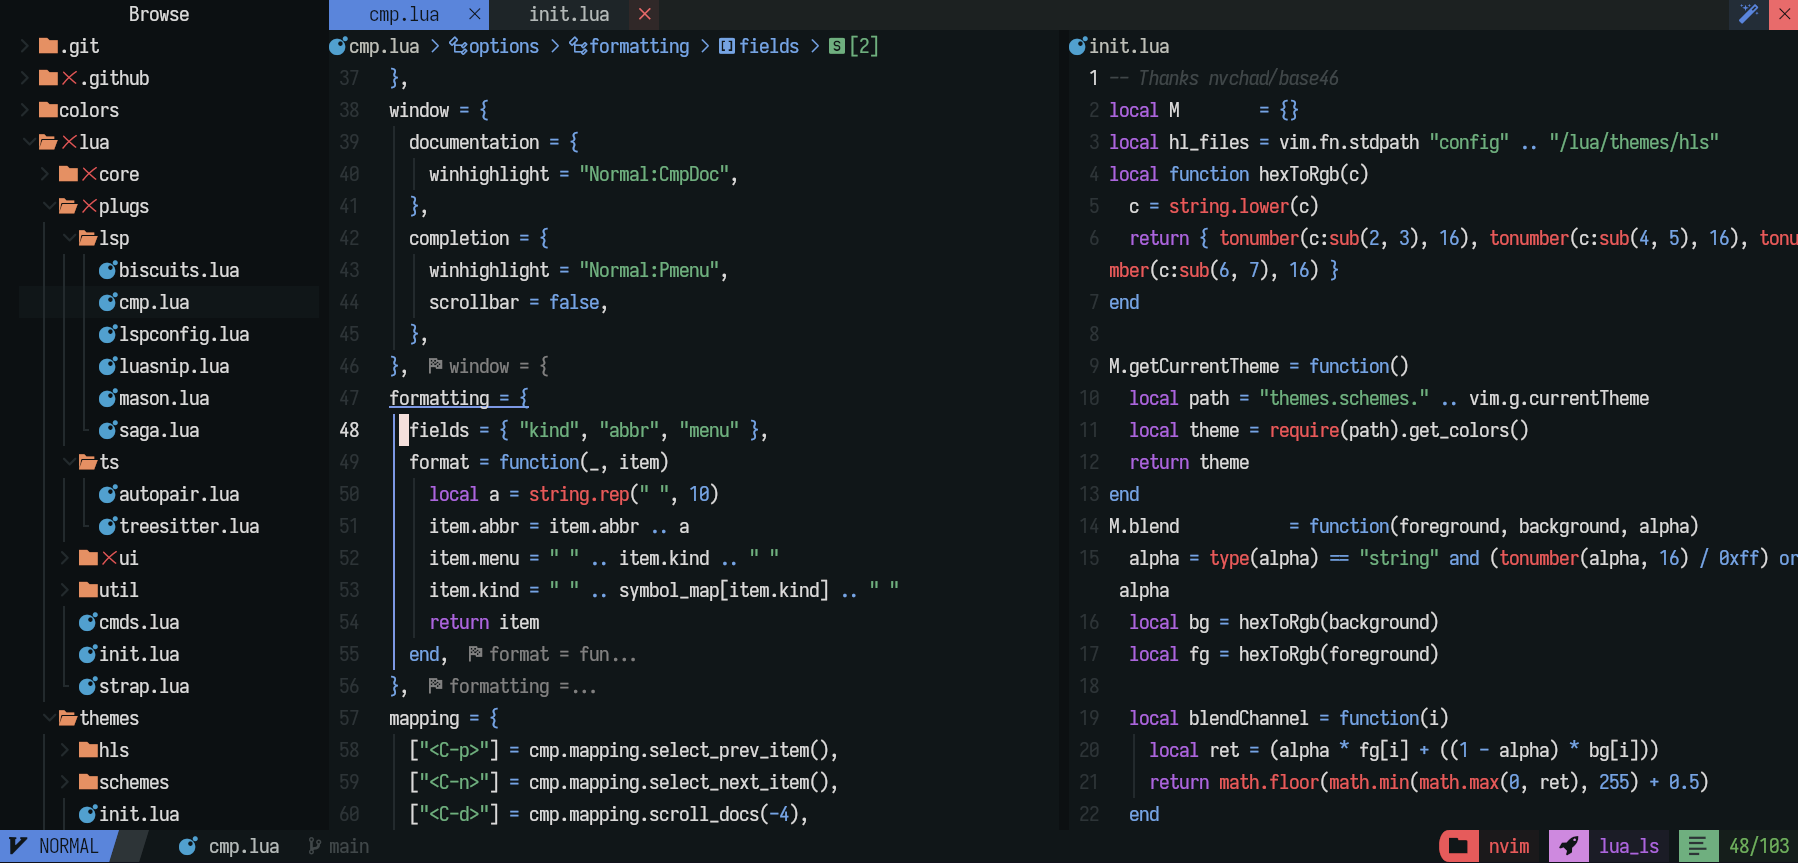 Browse
.git
.github
colors
lua
core
plugs
lsp
biscuits.lua
cmp.lua
lspconfig.lua
luasnip.lua
mason.lua
saga.lua
ts
autopair.lua
treesitter.lua
ui
util
cmds.lua
init.lua
strap.lua
themes
hls
schemes
init.lua
cmp.lua init.lua
cmp.lua > options > formatting > fields > S [2]
37 },
38 window = {
39 documentation = {
40 winhighlight = "Normal:CmpDoc",
41 },
42 completion = {
43 winhighlight = "Normal:Pmenu",
44 scrollbar = false,
45 },
46 }, window = {
47 formatting = {
48 fields = { "kind", "abbr", "menu" },
49 format = function(_, item)
50 local a = string.rep(" ", 10)
51 item.abbr = item.abbr .. a
52 item.menu = " " .. item.kind .. " "
53 item.kind = " " .. symbol_map[item.kind] .. " "
54 return item
55 end, format = fun...
56 }, formatting =...
57 mapping = {
58 ["<C-p>"] = cmp.mapping.select_prev_item(),
59 ["<C-n>"] = cmp.mapping.select_next_item(),
60 ["<C-d>"] = cmp.mapping.scroll_docs(-4),
init.lua
1 -- Thanks nvchad/base46
2 local M = {}
3 local hl_files = vim.fn.stdpath "config" .. "/lua/themes/hls"
4 local function hexToRgb(c)
5 c = string.lower(c)
6 return { tonumber(c:sub(2, 3), 16), tonumber(c:sub(4, 5), 16), tonu
mber(c:sub(6, 7), 16) }
7 end
8
9 M.getCurrentTheme = function()
10 local path = "themes.schemes." .. vim.g.currentTheme
11 local theme = require(path).get_colors()
12 return theme
13 end
14 M.blend = function(foreground, background, alpha)
15 alpha = type(alpha) == "string" and (tonumber(alpha, 16) / 0xff) or
alpha
16 local bg = hexToRgb(background)
17 local fg = hexToRgb(foreground)
18
19 local blendChannel = function(i)
20 local ret = (alpha * fg[i] + ((1 - alpha) * bg[i]))
21 return math.floor(math.min(math.max(0, ret), 255) + 0.5)
22 end
NORMAL cmp.lua main nvim lua_ls 48/103